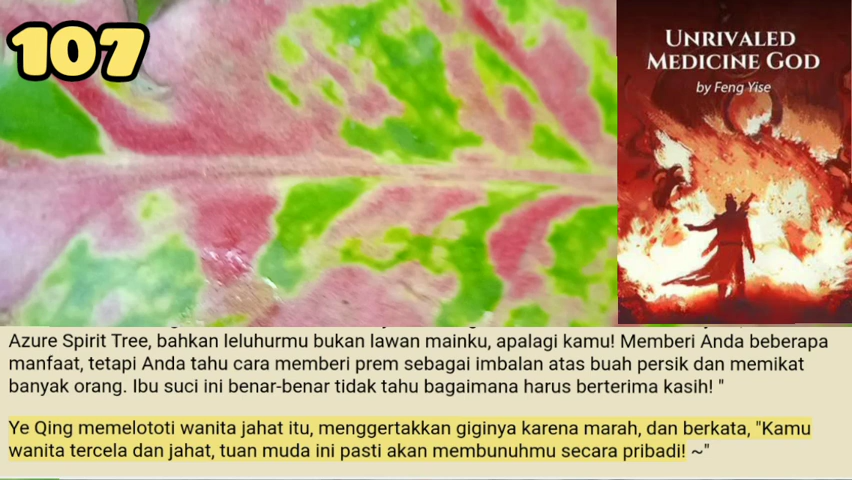 107
UNRIVALED
MEDICINE GOD
by Feng Yise
Azure Spirit Tree, bahkan leluhurmu bukan lawan mainku, apalagi kamu! Memberi Anda beberapa
manfaat, tetapi Anda tahu cara memberi prem sebagai imbalan atas buah persik dan memikat
banyak orang. Ibu suci ini benar-benar tidak tahu bagaimana harus berterima kasih! "
Ye Qing memelototi wanita jahat itu, menggertakkan giginya karena marah, dan berkata, "Kamu
wanita tercela dan jahat, tuan muda ini pasti akan membunuhmu secara pribadi! ~"